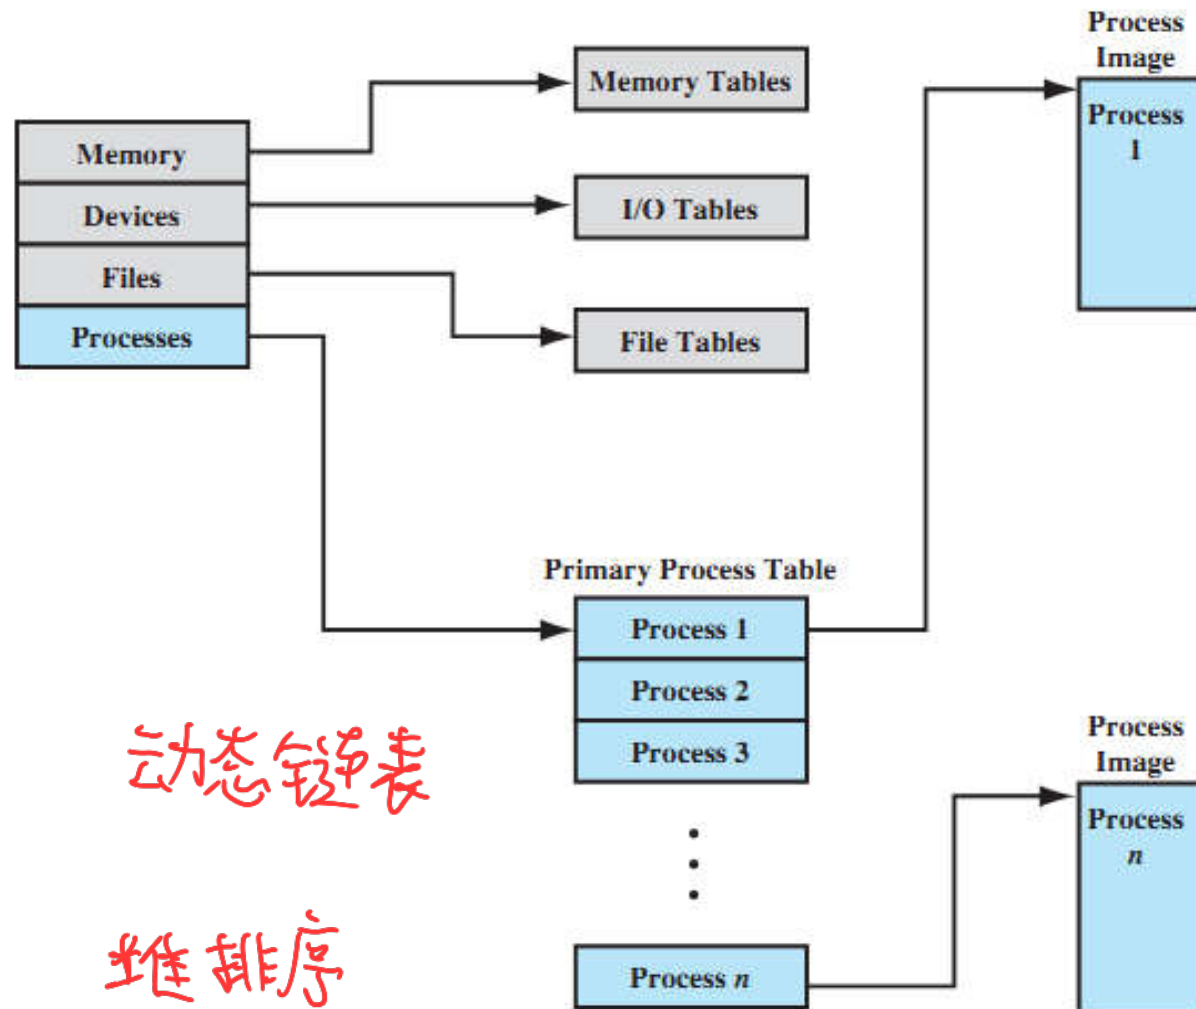 Process
Image
Process
1
Memory Tables
Memory
Devices
I/O Tables
Files
Processes
File Tables
Primary Process Table
Process 1
Process 2
Process 3
动态链表
Process
Image
Process
n
堆排序
Process n